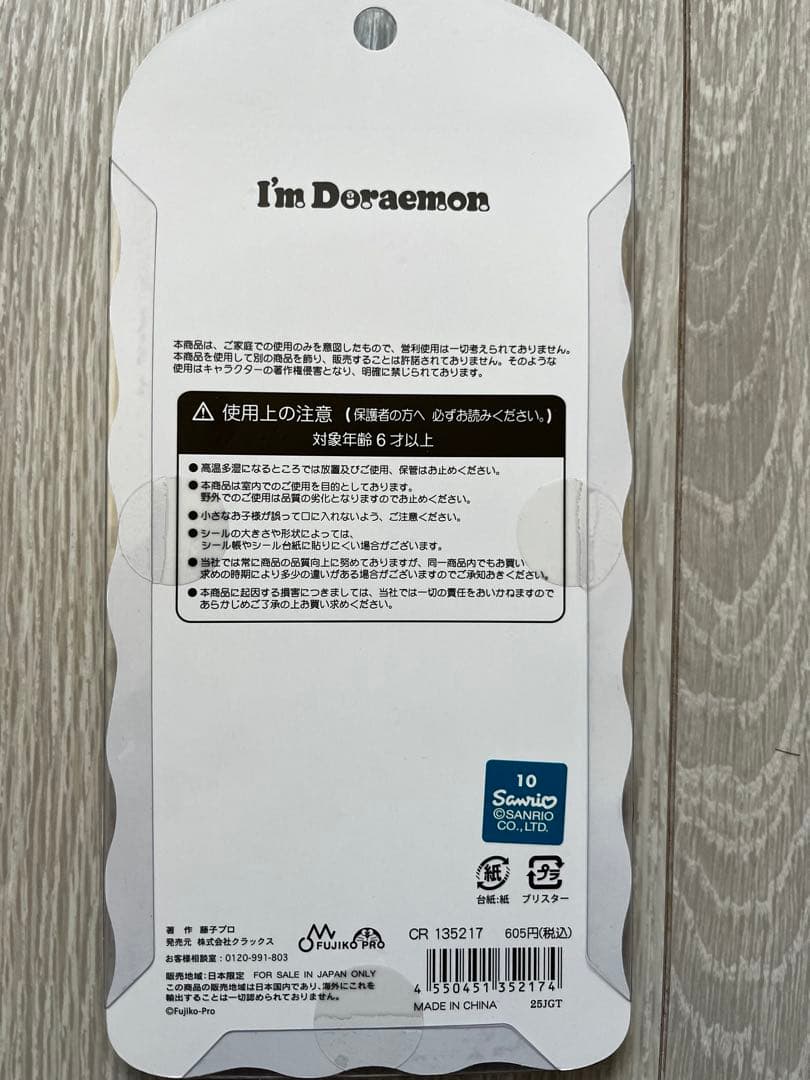 I'm Doraemon
本商品は、ご家庭での使用のみを意図したもので、営利使用は一切考えられておりません。
本商品を使用して別の商品を飾り、販売することは許諾されておりません。そのような
使用はキャラクターの著作権侵害となり、明確に禁じられております。
⚠ 使用上の注意 (保護者の方へ 必ずお読みください。)
対象年齢6才以上
●高温多湿になるところでは放置及びご使用、保管はお止めください。
●本商品は室内でのご使用を目的としております。
野外でのご使用は品質の劣化となりますのでお止めください。
●小さなお子様が誤って口に入れないよう、ご注意ください。
●シールの大きさや形状によっては、
シール帳やシール台紙に貼りにくい場合がございます。
●当社では常に商品の品質向上に努めておりますが、同一商品内でもお買い
求めの時期により多少の違いがある場合がございますのでご承知おきください。
●本商品に起因する損害につきましては、当社では一切の責任をおいかねますので
あらかじめご了承の上お買い求めください。
10
Sanrio
©SANRIO
CO., LTD.
紙 プラ
台紙:紙 ブリスター
著 作 藤子プロ
発売元 株式会社クラックス
お客様相談室:0120-991-803
FUJIKO PRO
CR 135217 605円(税込)
販売地域:日本限定 FOR SALE IN JAPAN ONLY
この商品の販売地域は日本国内であり、海外にこれを
輸出することは一切認められておりません。
©Fujiko-Pro
4 550451 352174
MADE IN CHINA 25JGT